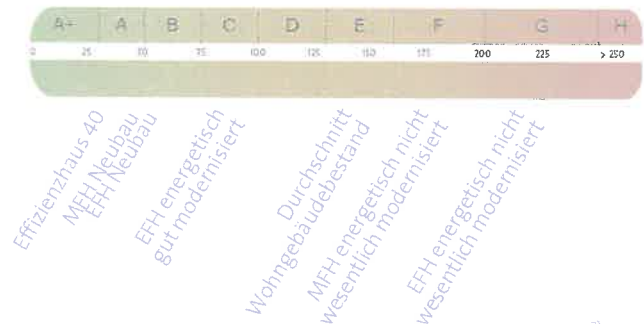 A+ A B C D E F G H
0 25 50 75 100 125 150 175 200 225 > 250
Effizienzhaus 40
MFH Neubau
EFH Neubau
EFH energetisch
gut modernisiert
Durchschnitt
Wohngebäudebestand
MFH energetisch nicht
wesentlich modernisiert
EFH energetisch nicht
wesentlich modernisiert